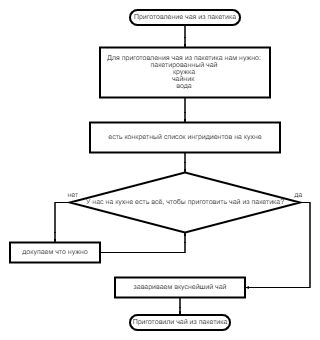 Приготовление чая из пакетика
Для приготовления чая из пакетика нам нужно:
пакетированный чай
кружка
чайник
вода
есть конкретный список ингридиентов на кухне
нет
У нас на кухне есть всё, чтобы приготовить чай из пакетика?
да
докупаем что нужно
завариваем вкуснейший чай
Приготовили чай из пакетика